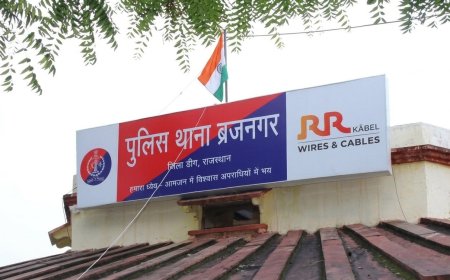 पुलिस थाना ब्रजनगर
जिला डीग, राजस्थान
हमारा ध्येय - आमजन में विश्वास अपराधियों में भय
RR KABEL
WIRES & CABLES